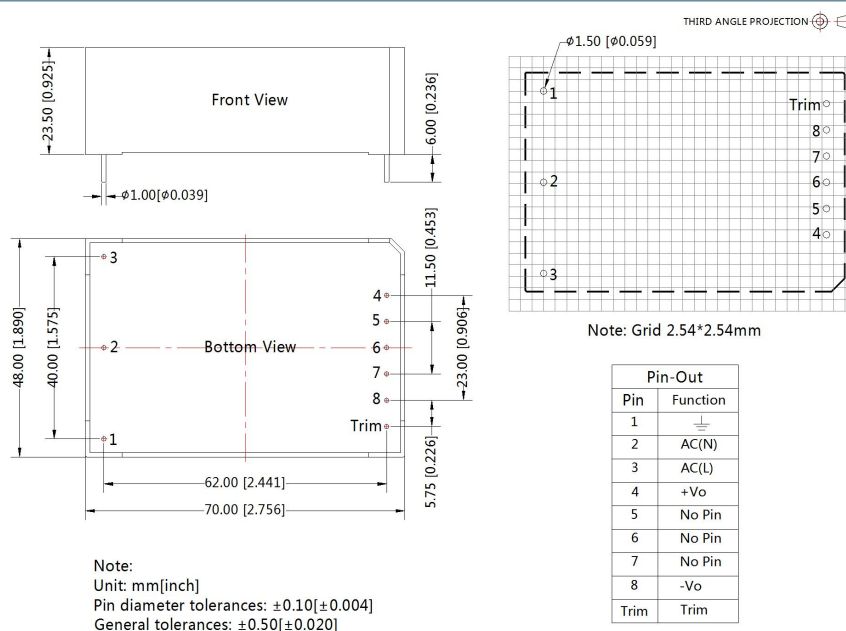 THIRD ANGLE PROJECTION
ϕ1.50 [ϕ0.059]
23.50 [0.925]
Front View
6.00 [0.236]
ϕ1.00[ϕ0.039]
1
2
3
Trim
8
7
6
5
4
Note: Grid 2.54*2.54mm
48.00 [1.890]
40.00 [1.575]
3
2
1
Bottom View
4
5
6
7
8
Trim
11.50 [0.453]
23.00 [0.906]
5.75 [0.226]
62.00 [2.441]
70.00 [2.756]
Pin-Out
Pin Function
1
2 AC(N)
3 AC(L)
4 +Vo
5 No Pin
6 No Pin
7 No Pin
8 -Vo
Trim Trim
Note:
Unit: mm[inch]
Pin diameter tolerances: ±0.10[±0.004]
General tolerances: ±0.50[±0.020]